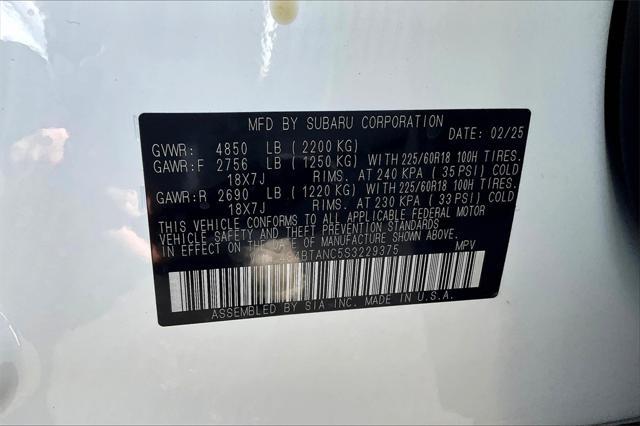 MFD BY SUBARU CORPORATION
DATE: 02/25
GVWR: 4850 LB (2200 KG)
GAWR:F 2756 LB (1250 KG) WITH 225/60R18 100H TIRES.
18X7J RIMS. AT 240 KPA (35 PSI) COLD
GAWR:R 2690 LB (1220 KG) WITH 225/60R18 100H TIRES.
18X7J RIMS. AT 230 KPA (33 PSI) COLD
THIS VEHICLE CONFORMS TO ALL APPLICABLE FEDERAL MOTOR
VEHICLE SAFETY AND THEFT PREVENTION STANDARDS
IN EFFECT ON THE DATE OF MANUFACTURE SHOWN ABOVE.
BTANC5S3229375 MPV
ASSEMBLED BY SIA INC. MADE IN U.S.A.